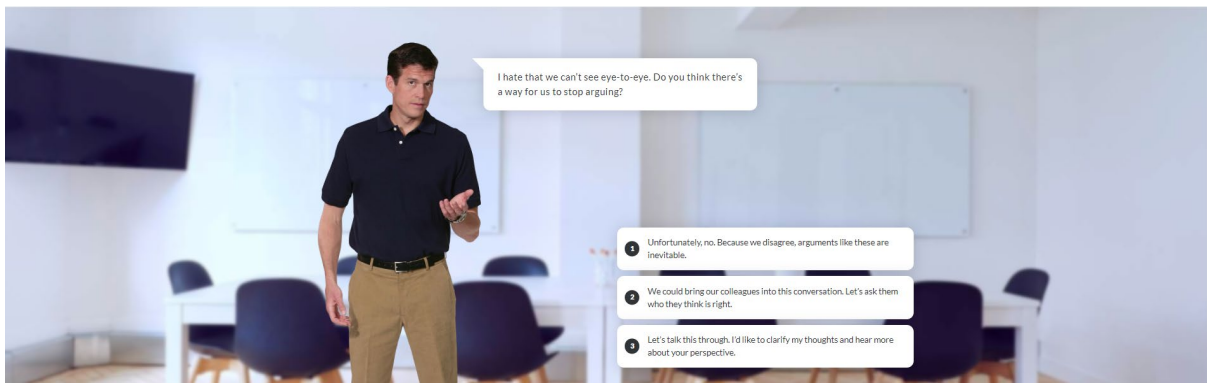 I hate that we can't see eye-to-eye. Do you think there's
a way for us to stop arguing?
1 Unfortunately, no. Because we disagree, arguments like these are
inevitable.
2 We could bring our colleagues into this conversation. Let's ask them
who they think is right.
3 Let's talk this through. I'd like to clarify my thoughts and hear more
about your perspective.